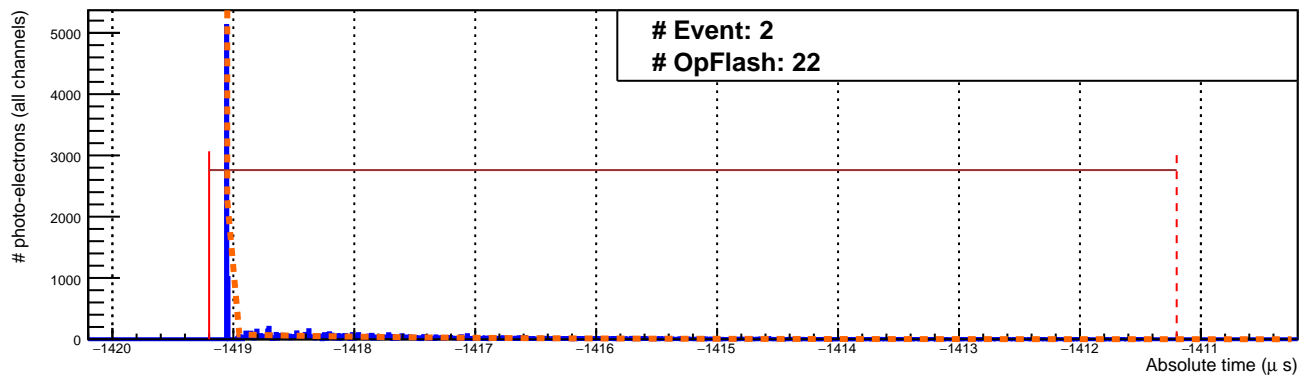 # Event: 2
# OpFlash: 22
# photo-electrons (all channels)
5000
4000
3000
2000
1000
0
−1420 −1419 −1418 −1417 −1416 −1415 −1414 −1413 −1412 −1411
Absolute time (μ s)